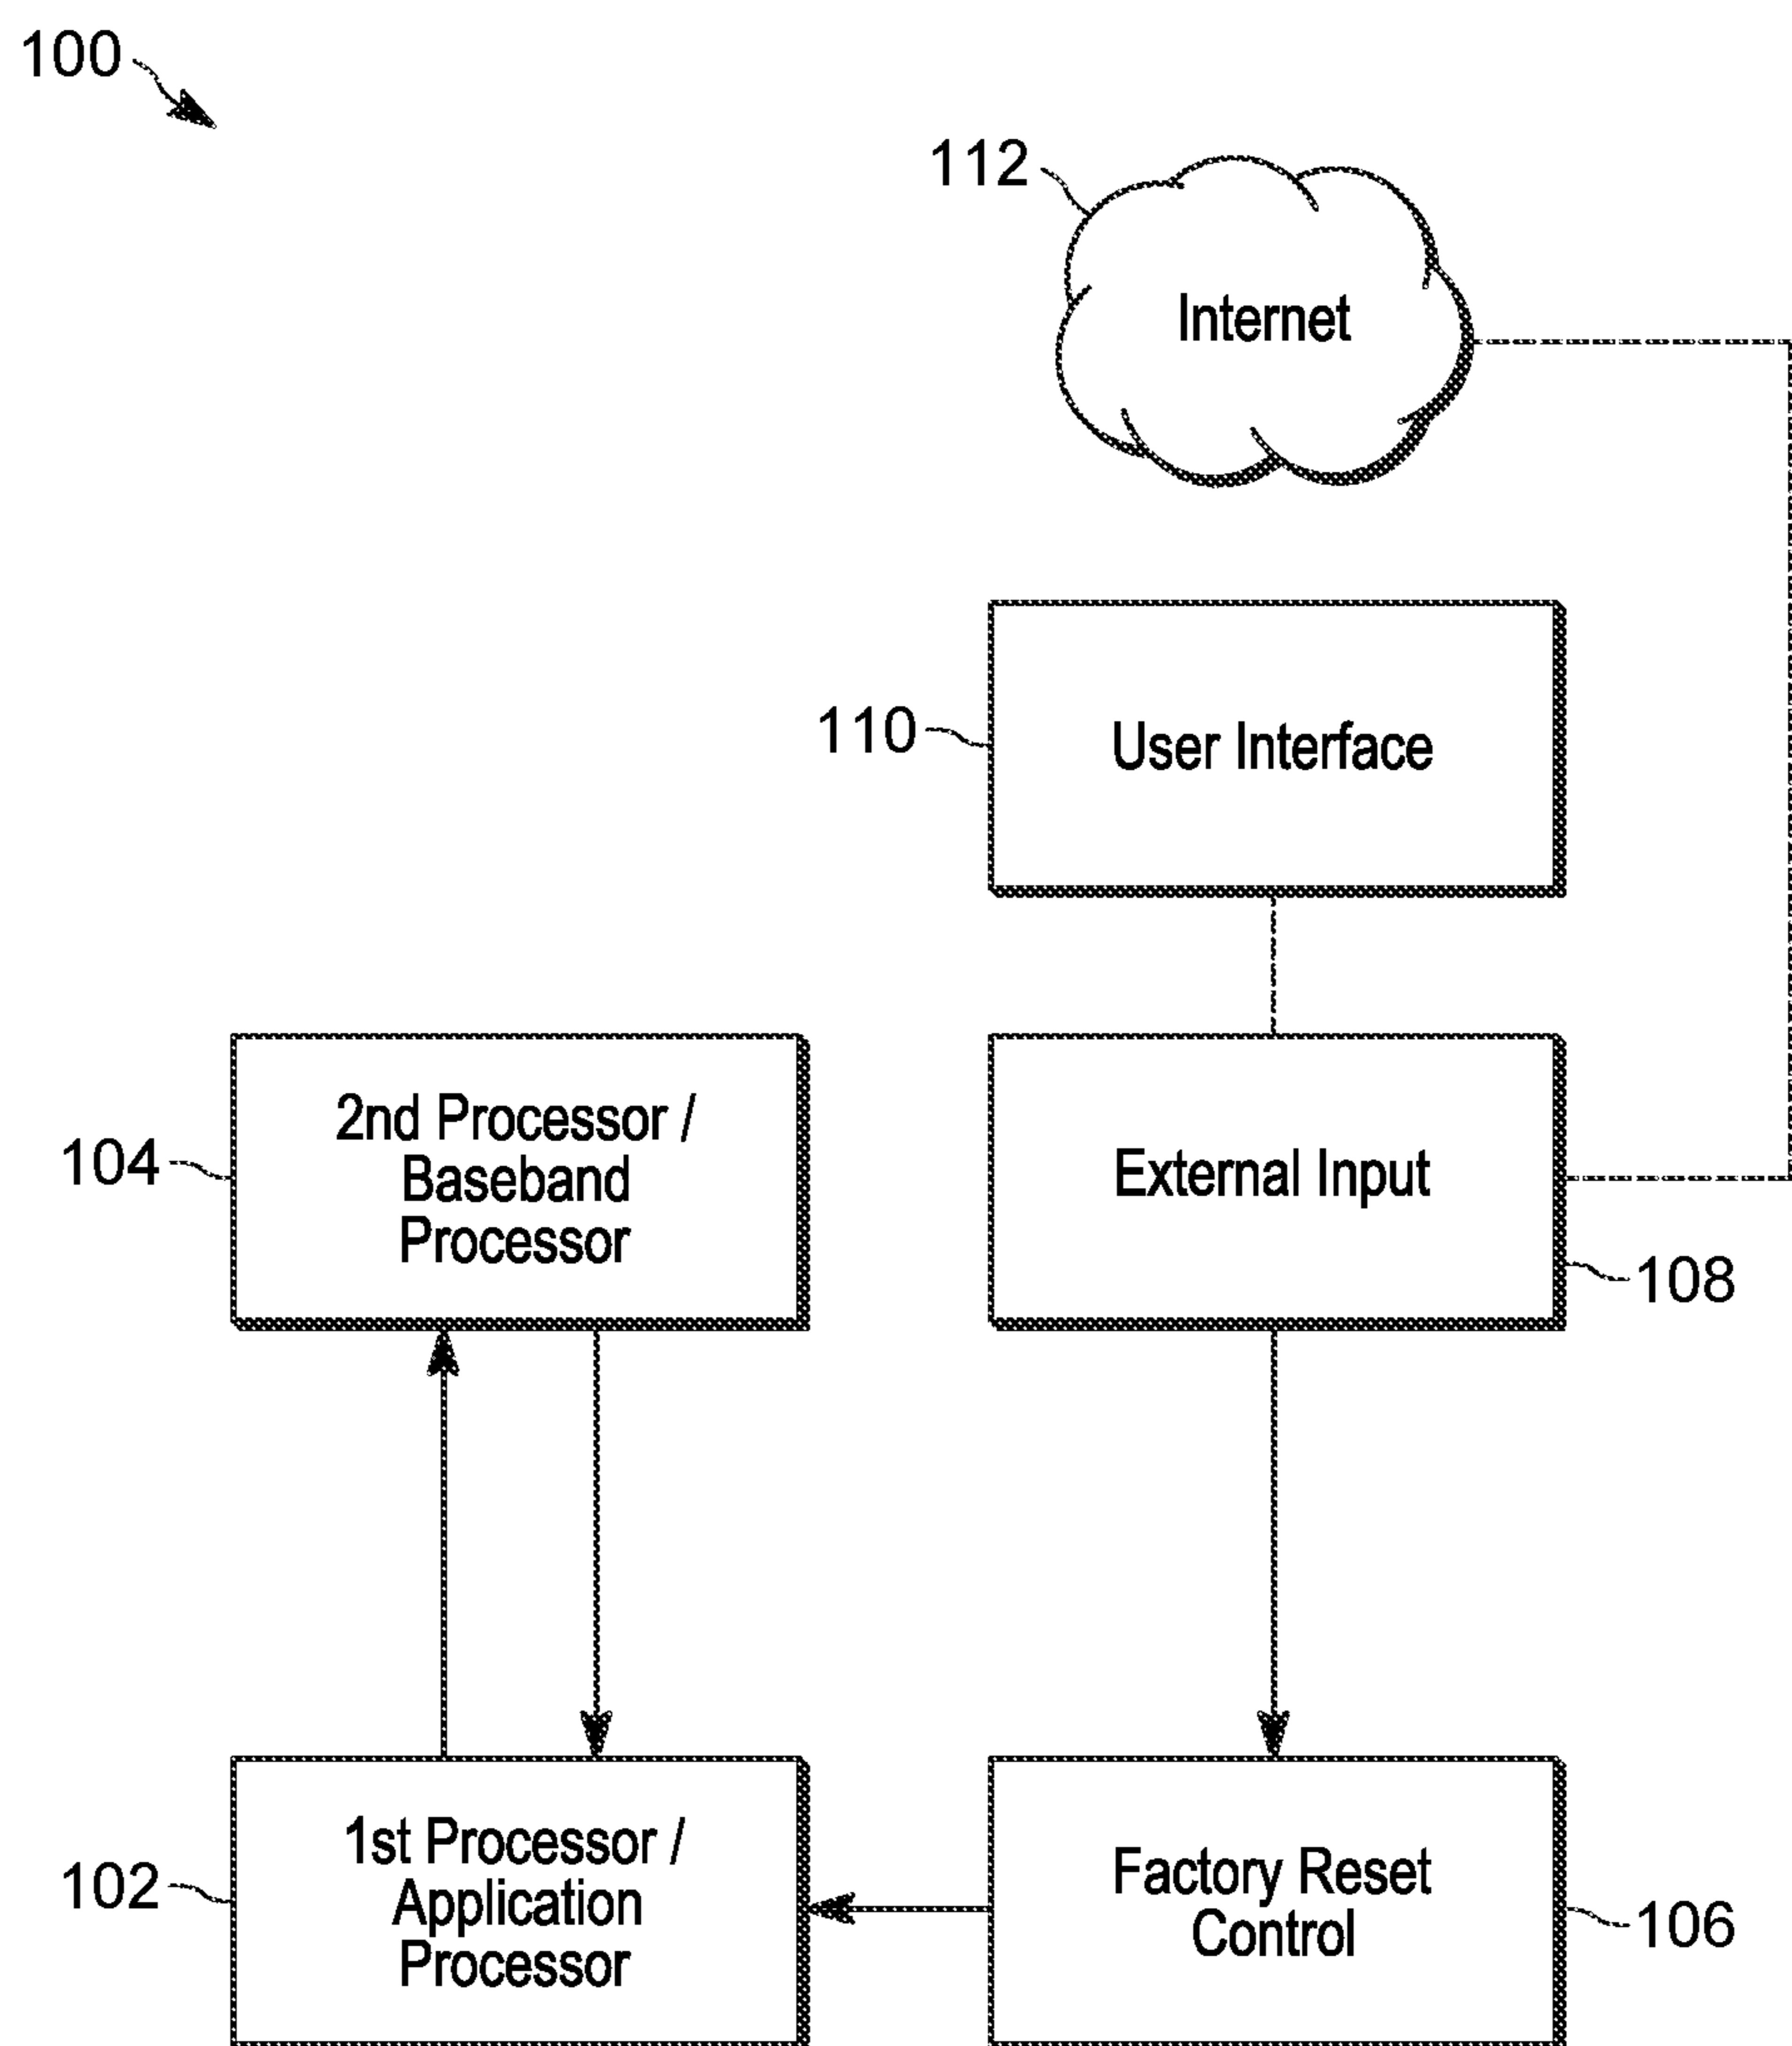 100
112
Internet
110
User Interface
2nd Processor /
Baseband
Processor
104
External Input
108
1st Processor /
Application
Processor
102
Factory Reset
Control
106